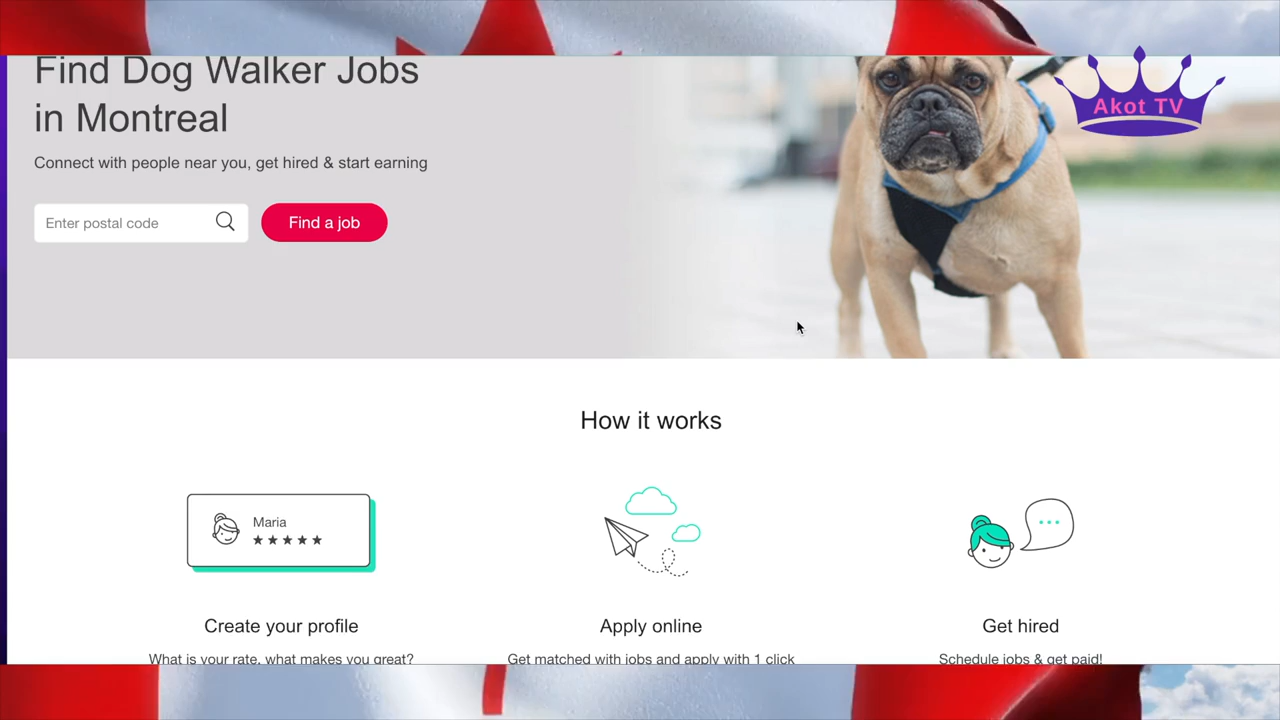 Find Dog Walker Jobs
in Montreal
Connect with people near you, get hired & start earning
Enter postal code
Find a job
Akot TV
How it works
Maria
Create your profile
Apply online
Get hired
What is your rate, what makes you great?
Get matched with jobs and apply with 1 click
Schedule jobs & get paid!